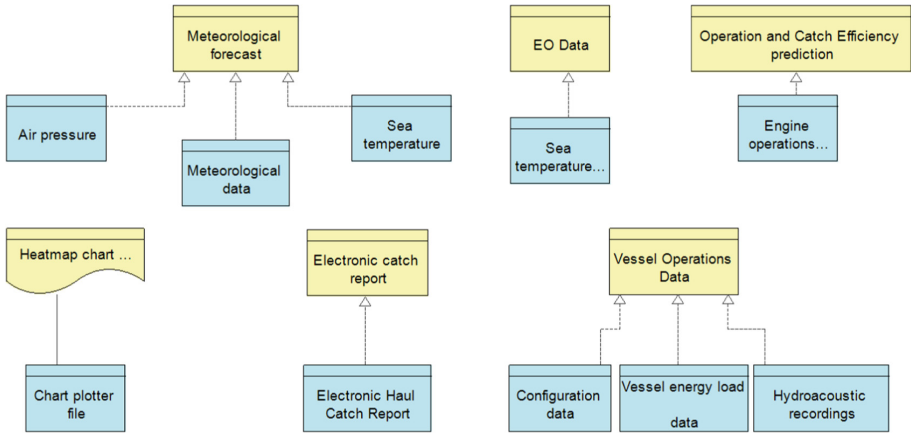 Meteorological
forecast
EO Data
Operation and Catch Efficiency
prediction
Air pressure
Meteorological
data
Sea
temperature
Sea
temperature...
Engine
operations...
Heatmap chart ...
Electronic catch
report
Vessel Operations
Data
Chart plotter
file
Electronic Haul
Catch Report
Configuration
data
Vessel energy load
data
Hydroacoustic
recordings